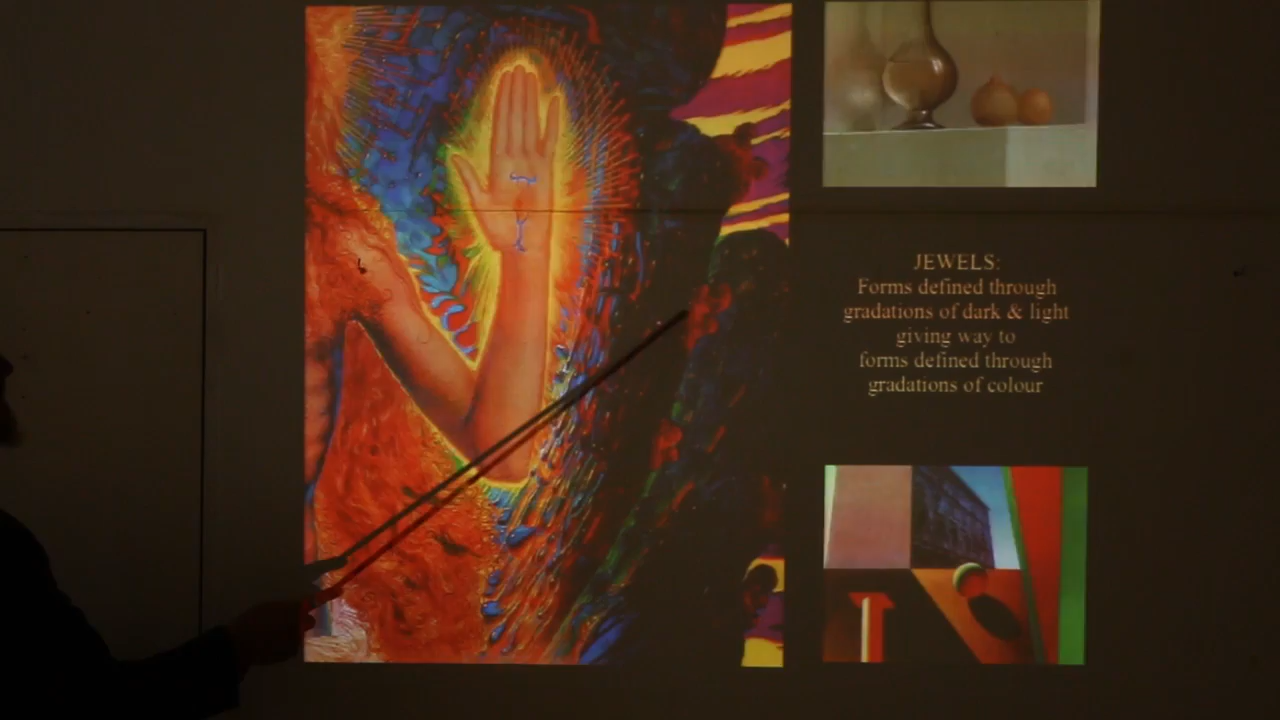 JEWELS:
Forms defined through
gradations of dark & light
giving way to
forms defined through
gradations of colour